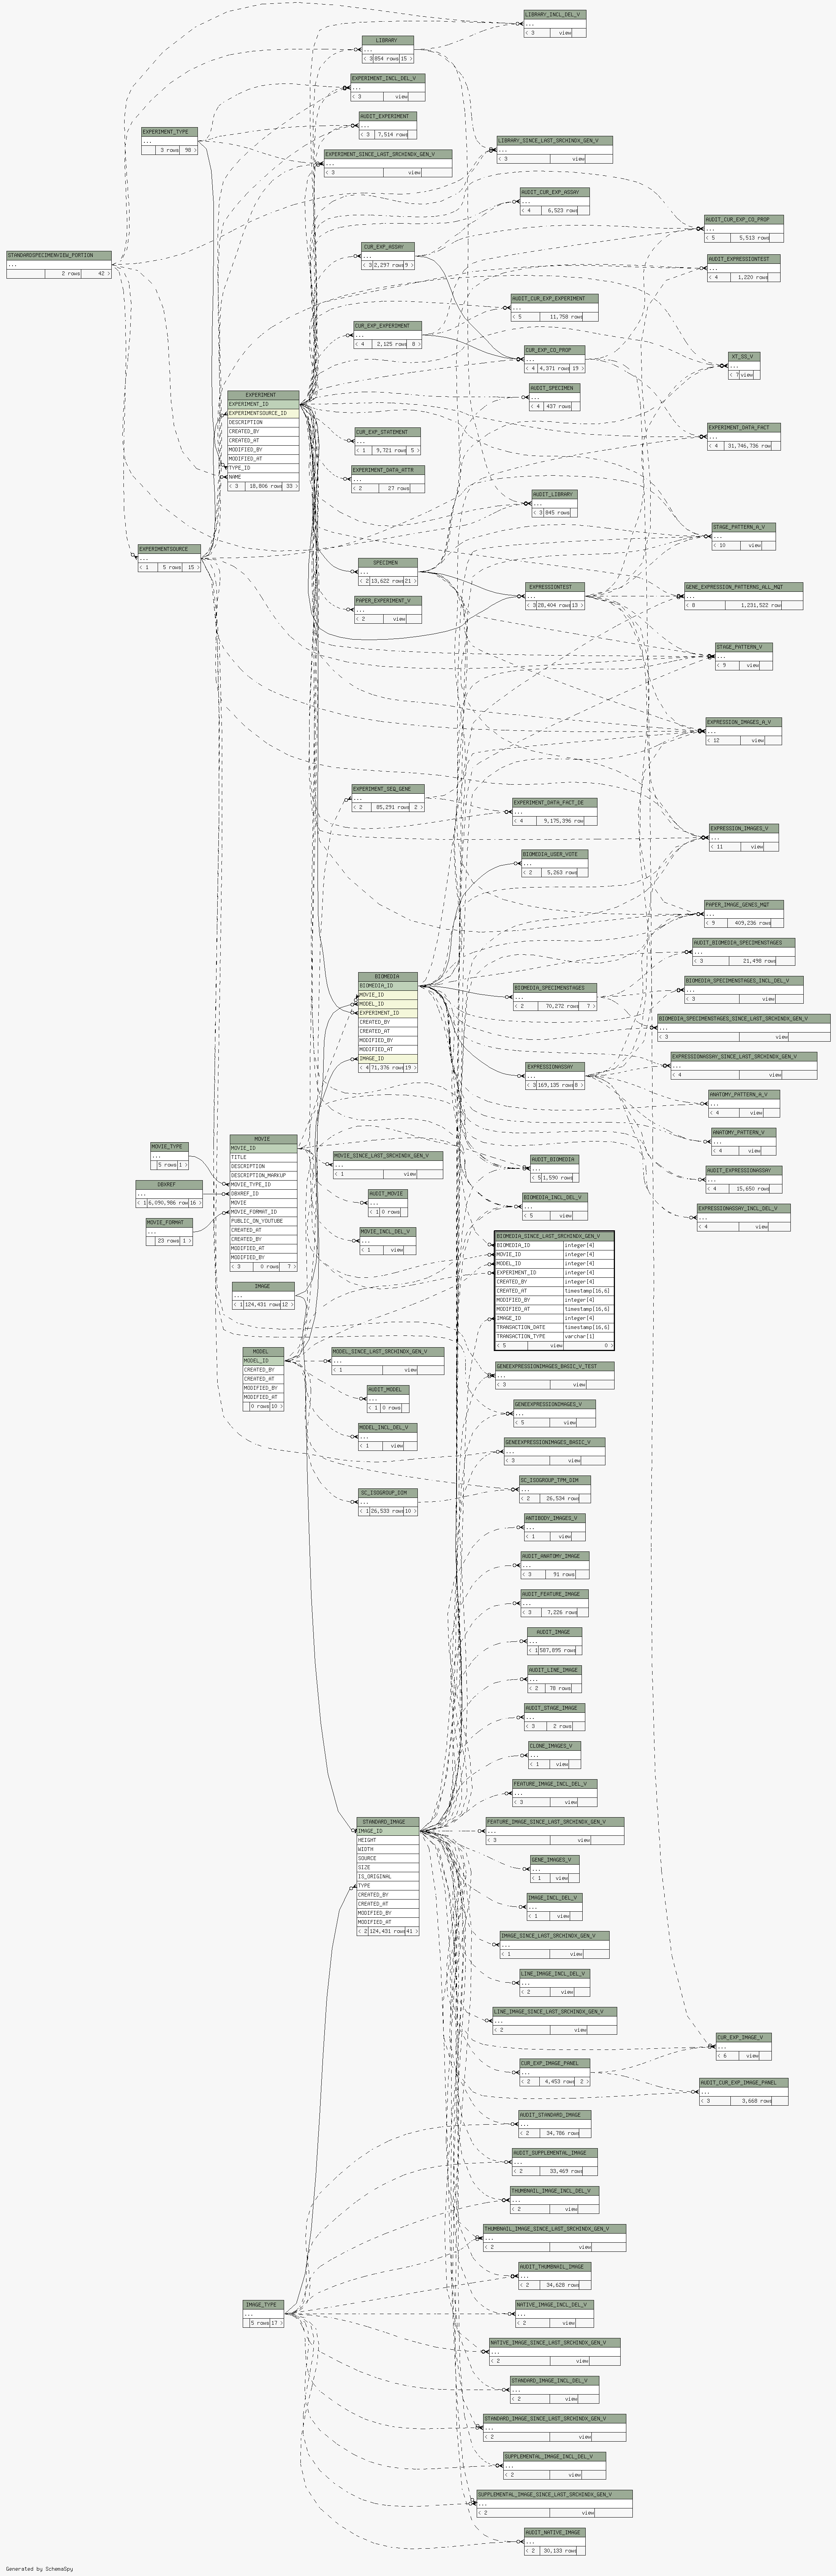 LIBRARY_INCL_DEL_V
...
< 3 view
LIBRARY
...
< 3 854 rows 15 >
EXPERIMENT_INCL_DEL_V
...
< 3 view
AUDIT_EXPERIMENT
...
< 3 7,514 rows
EXPERIMENT_TYPE
...
3 rows 98 >
EXPERIMENT_SINCE_LAST_SRCHINDX_GEN_V
...
< 3 view
LIBRARY_SINCE_LAST_SRCHINDX_GEN_V
...
< 3 view
AUDIT_CUR_EXP_ASSAY
...
< 4 6,523 rows
AUDIT_CUR_EXP_CO_PROP
...
< 5 5,513 rows
STANDARDSPECIMENVIEW_PORTION
...
2 rows 42 >
CUR_EXP_ASSAY
...
< 3 2,297 rows 9 >
AUDIT_EXPRESSIONTEST
...
< 4 1,220 rows
AUDIT_CUR_EXP_EXPERIMENT
...
< 5 11,758 rows
CUR_EXP_EXPERIMENT
...
< 4 2,125 rows 8 >
CUR_EXP_CO_PROP
...
< 4 4,371 rows 19 >
XT_SS_V
...
< 7 view
AUDIT_SPECIMEN
...
< 4 437 rows
EXPERIMENT
EXPERIMENT_ID
EXPERIMENTSOURCE_ID
DESCRIPTION
CREATED_BY
CREATED_AT
MODIFIED_BY
MODIFIED_AT
TYPE_ID
NAME
< 3 18,806 rows 33 >
CUR_EXP_STATEMENT
...
< 1 9,721 rows 5 >
EXPERIMENT_DATA_FACT
...
< 4 31,746,736 row
EXPERIMENT_DATA_ATTR
...
< 2 27 rows
AUDIT_LIBRARY
...
< 3 845 rows
STAGE_PATTERN_A_V
...
< 10 view
EXPERIMENTSOURCE
...
< 1 5 rows 15 >
SPECIMEN
...
< 2 13,622 rows 21 >
EXPRESSIONTEST
...
< 3 28,404 rows 13 >
GENE_EXPRESSION_PATTERNS_ALL_MQT
...
< 8 1,231,522 row
PAPER_EXPERIMENT_V
...
< 2 view
STAGE_PATTERN_V
...
< 9 view
EXPRESSION_IMAGES_A_V
...
< 12 view
EXPERIMENT_SEQ_GENE
...
< 2 85,291 rows 2 >
EXPERIMENT_DATA_FACT_DE
...
< 4 9,175,396 row
EXPRESSION_IMAGES_V
...
< 11 view
BIOMEDIA_USER_VOTE
...
< 2 5,263 rows
PAPER_IMAGE_GENES_MQT
...
< 9 409,236 rows
AUDIT_BIOMEDIA_SPECIMENSTAGES
...
< 3 21,498 rows
BIOMEDIA
BIOMEDIA_ID
MOVIE_ID
MODEL_ID
EXPERIMENT_ID
CREATED_BY
CREATED_AT
MODIFIED_BY
MODIFIED_AT
IMAGE_ID
< 4 71,376 rows 19 >
BIOMEDIA_SPECIMENSTAGES
...
< 2 70,272 rows 7 >
BIOMEDIA_SPECIMENSTAGES_INCL_DEL_V
...
< 3 view
BIOMEDIA_SPECIMENSTAGES_SINCE_LAST_SRCHINDX_GEN_V
...
< 3 view
EXPRESSIONASSAY
...
< 3 169,135 rows 8 >
EXPRESSIONASSAY_SINCE_LAST_SRCHINDX_GEN_V
...
< 4 view
ANATOMY_PATTERN_A_V
...
< 4 view
ANATOMY_PATTERN_V
...
< 4 view
MOVIE_TYPE
...
5 rows 1 >
MOVIE
MOVIE_ID
TITLE
DESCRIPTION
DESCRIPTION_MARKUP
MOVIE_TYPE_ID
DBXREF_ID
MOVIE
MOVIE_FORMAT_ID
PUBLIC_ON_YOUTUBE
CREATED_AT
CREATED_BY
MODIFIED_AT
MODIFIED_BY
< 3 0 rows 7 >
MOVIE_SINCE_LAST_SRCHINDX_GEN_V
...
< 1 view
AUDIT_BIOMEDIA
...
< 5 1,590 rows
AUDIT_EXPRESSIONASSAY
...
< 4 15,650 rows
DBXREF
...
< 1 6,090,986 row 16 >
AUDIT_MOVIE
...
< 1 0 rows
BIOMEDIA_INCL_DEL_V
...
< 5 view
EXPRESSIONASSAY_INCL_DEL_V
...
< 4 view
MOVIE_FORMAT
...
23 rows 1 >
MOVIE_INCL_DEL_V
...
< 1 view
BIOMEDIA_SINCE_LAST_SRCHINDX_GEN_V
BIOMEDIA_ID integer[4]
MOVIE_ID integer[4]
MODEL_ID integer[4]
EXPERIMENT_ID integer[4]
CREATED_BY integer[4]
CREATED_AT timestamp[16,6]
MODIFIED_BY integer[4]
MODIFIED_AT timestamp[16,6]
IMAGE_ID integer[4]
TRANSACTION_DATE timestamp[16,6]
TRANSACTION_TYPE varchar[1]
< 5 view 0 >
IMAGE
...
< 1 124,431 rows 12 >
MODEL
MODEL_ID
CREATED_BY
CREATED_AT
MODIFIED_BY
MODIFIED_AT
0 rows 10 >
MODEL_SINCE_LAST_SRCHINDX_GEN_V
...
< 1 view
GENEEXPRESSIONIMAGES_BASIC_V_TEST
...
< 3 view
AUDIT_MODEL
...
< 1 0 rows
GENEEXPRESSIONIMAGES_V
...
< 5 view
MODEL_INCL_DEL_V
...
< 1 view
GENEEXPRESSIONIMAGES_BASIC_V
...
< 3 view
SC_ISOGROUP_DIM
...
< 1 26,533 rows 10 >
SC_ISOGROUP_TPM_DIM
...
< 2 26,534 rows
ANTIBODY_IMAGES_V
...
< 1 view
AUDIT_ANATOMY_IMAGE
...
< 3 91 rows
AUDIT_FEATURE_IMAGE
...
< 3 7,226 rows
AUDIT_IMAGE
...
< 1 587,895 rows
AUDIT_LINE_IMAGE
...
< 2 78 rows
AUDIT_STAGE_IMAGE
...
< 3 2 rows
CLONE_IMAGES_V
...
< 1 view
FEATURE_IMAGE_INCL_DEL_V
...
< 3 view
STANDARD_IMAGE
IMAGE_ID
HEIGHT
WIDTH
SOURCE
SIZE
IS_ORIGINAL
TYPE
CREATED_BY
CREATED_AT
MODIFIED_BY
MODIFIED_AT
< 2 124,431 rows 41 >
FEATURE_IMAGE_SINCE_LAST_SRCHINDX_GEN_V
...
< 3 view
GENE_IMAGES_V
...
< 1 view
IMAGE_INCL_DEL_V
...
< 1 view
IMAGE_SINCE_LAST_SRCHINDX_GEN_V
...
< 1 view
LINE_IMAGE_INCL_DEL_V
...
< 2 view
LINE_IMAGE_SINCE_LAST_SRCHINDX_GEN_V
...
< 2 view
CUR_EXP_IMAGE_V
...
< 6 view
CUR_EXP_IMAGE_PANEL
...
< 2 4,453 rows 2 >
AUDIT_CUR_EXP_IMAGE_PANEL
...
< 3 3,668 rows
AUDIT_STANDARD_IMAGE
...
< 2 34,786 rows
AUDIT_SUPPLEMENTAL_IMAGE
...
< 2 33,469 rows
THUMBNAIL_IMAGE_INCL_DEL_V
...
< 2 view
THUMBNAIL_IMAGE_SINCE_LAST_SRCHINDX_GEN_V
...
< 2 view
AUDIT_THUMBNAIL_IMAGE
...
< 2 34,628 rows
IMAGE_TYPE
...
5 rows 17 >
NATIVE_IMAGE_INCL_DEL_V
...
< 2 view
NATIVE_IMAGE_SINCE_LAST_SRCHINDX_GEN_V
...
< 2 view
STANDARD_IMAGE_INCL_DEL_V
...
< 2 view
STANDARD_IMAGE_SINCE_LAST_SRCHINDX_GEN_V
...
< 2 view
SUPPLEMENTAL_IMAGE_INCL_DEL_V
...
< 2 view
SUPPLEMENTAL_IMAGE_SINCE_LAST_SRCHINDX_GEN_V
...
< 2 view
AUDIT_NATIVE_IMAGE
...
< 2 30,133 rows
Generated by SchemaSpy